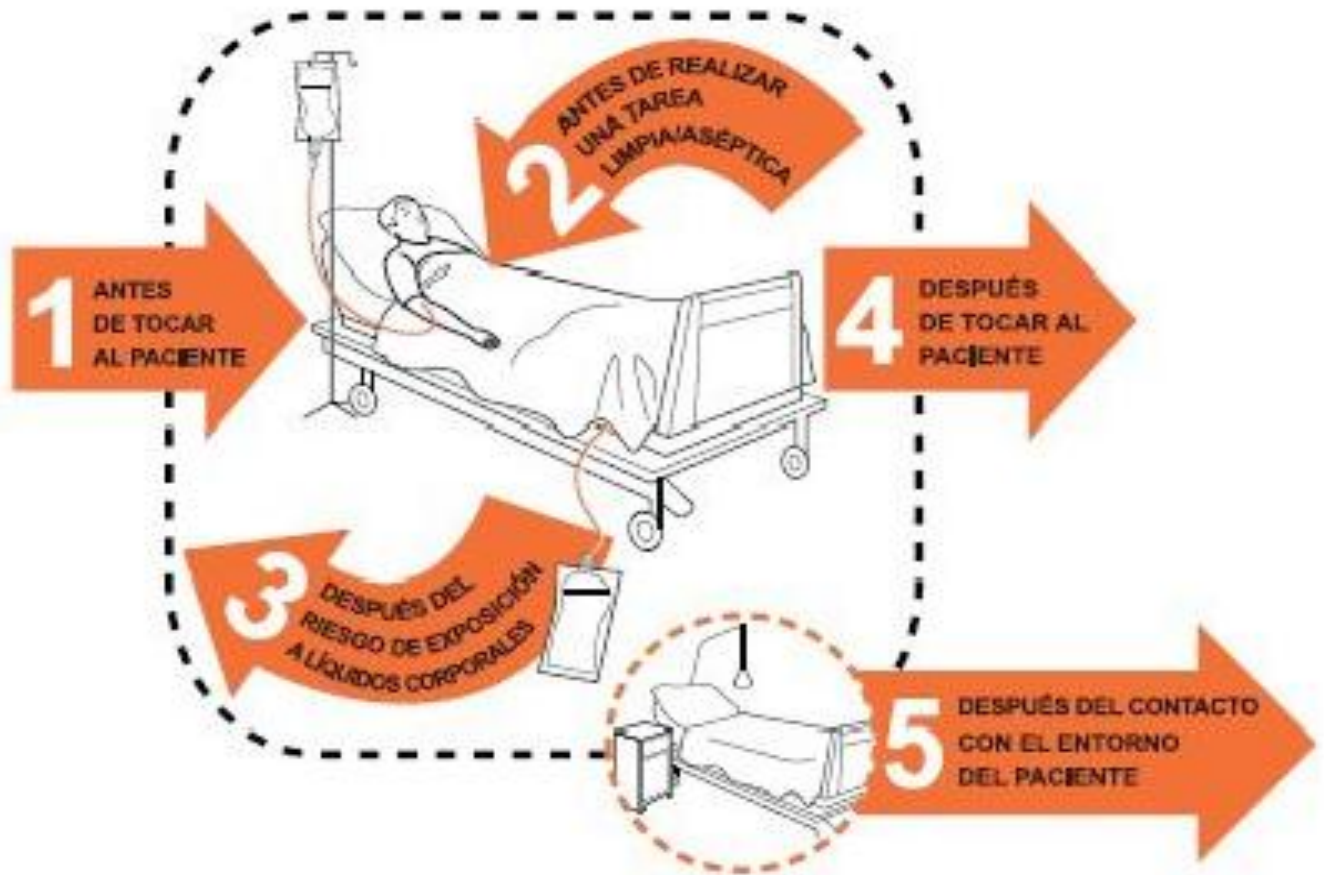 1 ANTES
DE TOCAR
AL PACIENTE
2 ANTES DE REALIZAR
UNA TAREA
LIMPIA/ASÉPTICA
3 DESPUÉS DEL
RIESGO DE EXPOSICIÓN
A LÍQUIDOS CORPORALES
4 DESPUÉS
DE TOCAR AL
PACIENTE
5 DESPUÉS DEL CONTACTO
CON EL ENTORNO
DEL PACIENTE